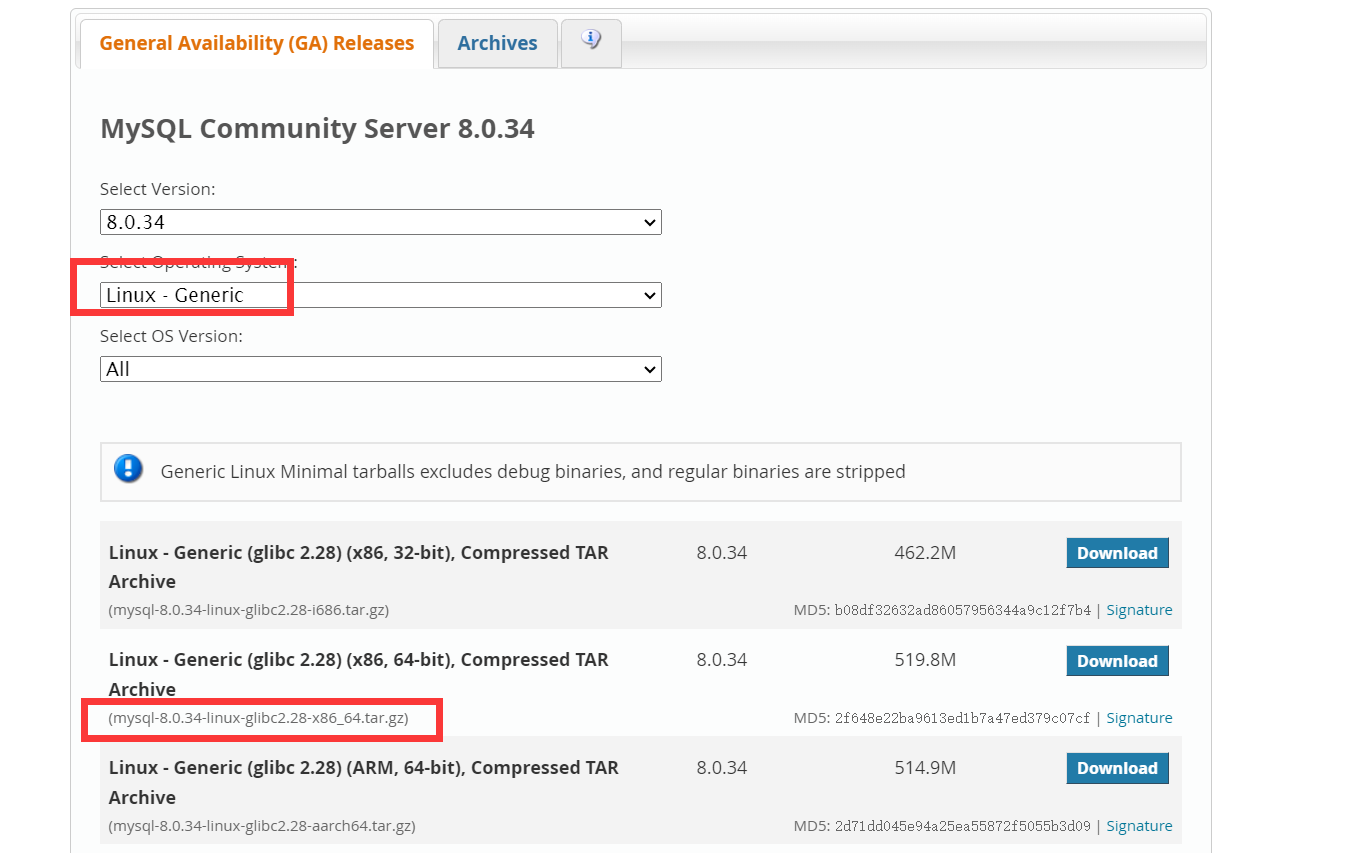 General Availability (GA) Releases
Archives
MySQL Community Server 8.0.34
Select Version:
8.0.34
Select Operating System:
Linux - Generic
Select OS Version:
All
Generic Linux Minimal tarballs excludes debug binaries, and regular binaries are stripped
Linux - Generic (glibc 2.28) (x86, 32-bit), Compressed TAR 8.0.34 462.2M Download
Archive
(mysql-8.0.34-linux-glibc2.28-i686.tar.gz) MD5: b08df32632ad86057956344a9c12f7b4 | Signature
Linux - Generic (glibc 2.28) (x86, 64-bit), Compressed TAR 8.0.34 519.8M Download
Archive
(mysql-8.0.34-linux-glibc2.28-x86_64.tar.gz) MD5: 2f648e22ba9613ed1b7a47ed379c07cf | Signature
Linux - Generic (glibc 2.28) (ARM, 64-bit), Compressed TAR 8.0.34 514.9M Download
Archive
(mysql-8.0.34-linux-glibc2.28-aarch64.tar.gz) MD5: 2d71dd045e94a25ea55872f5055b3d09 | Signature